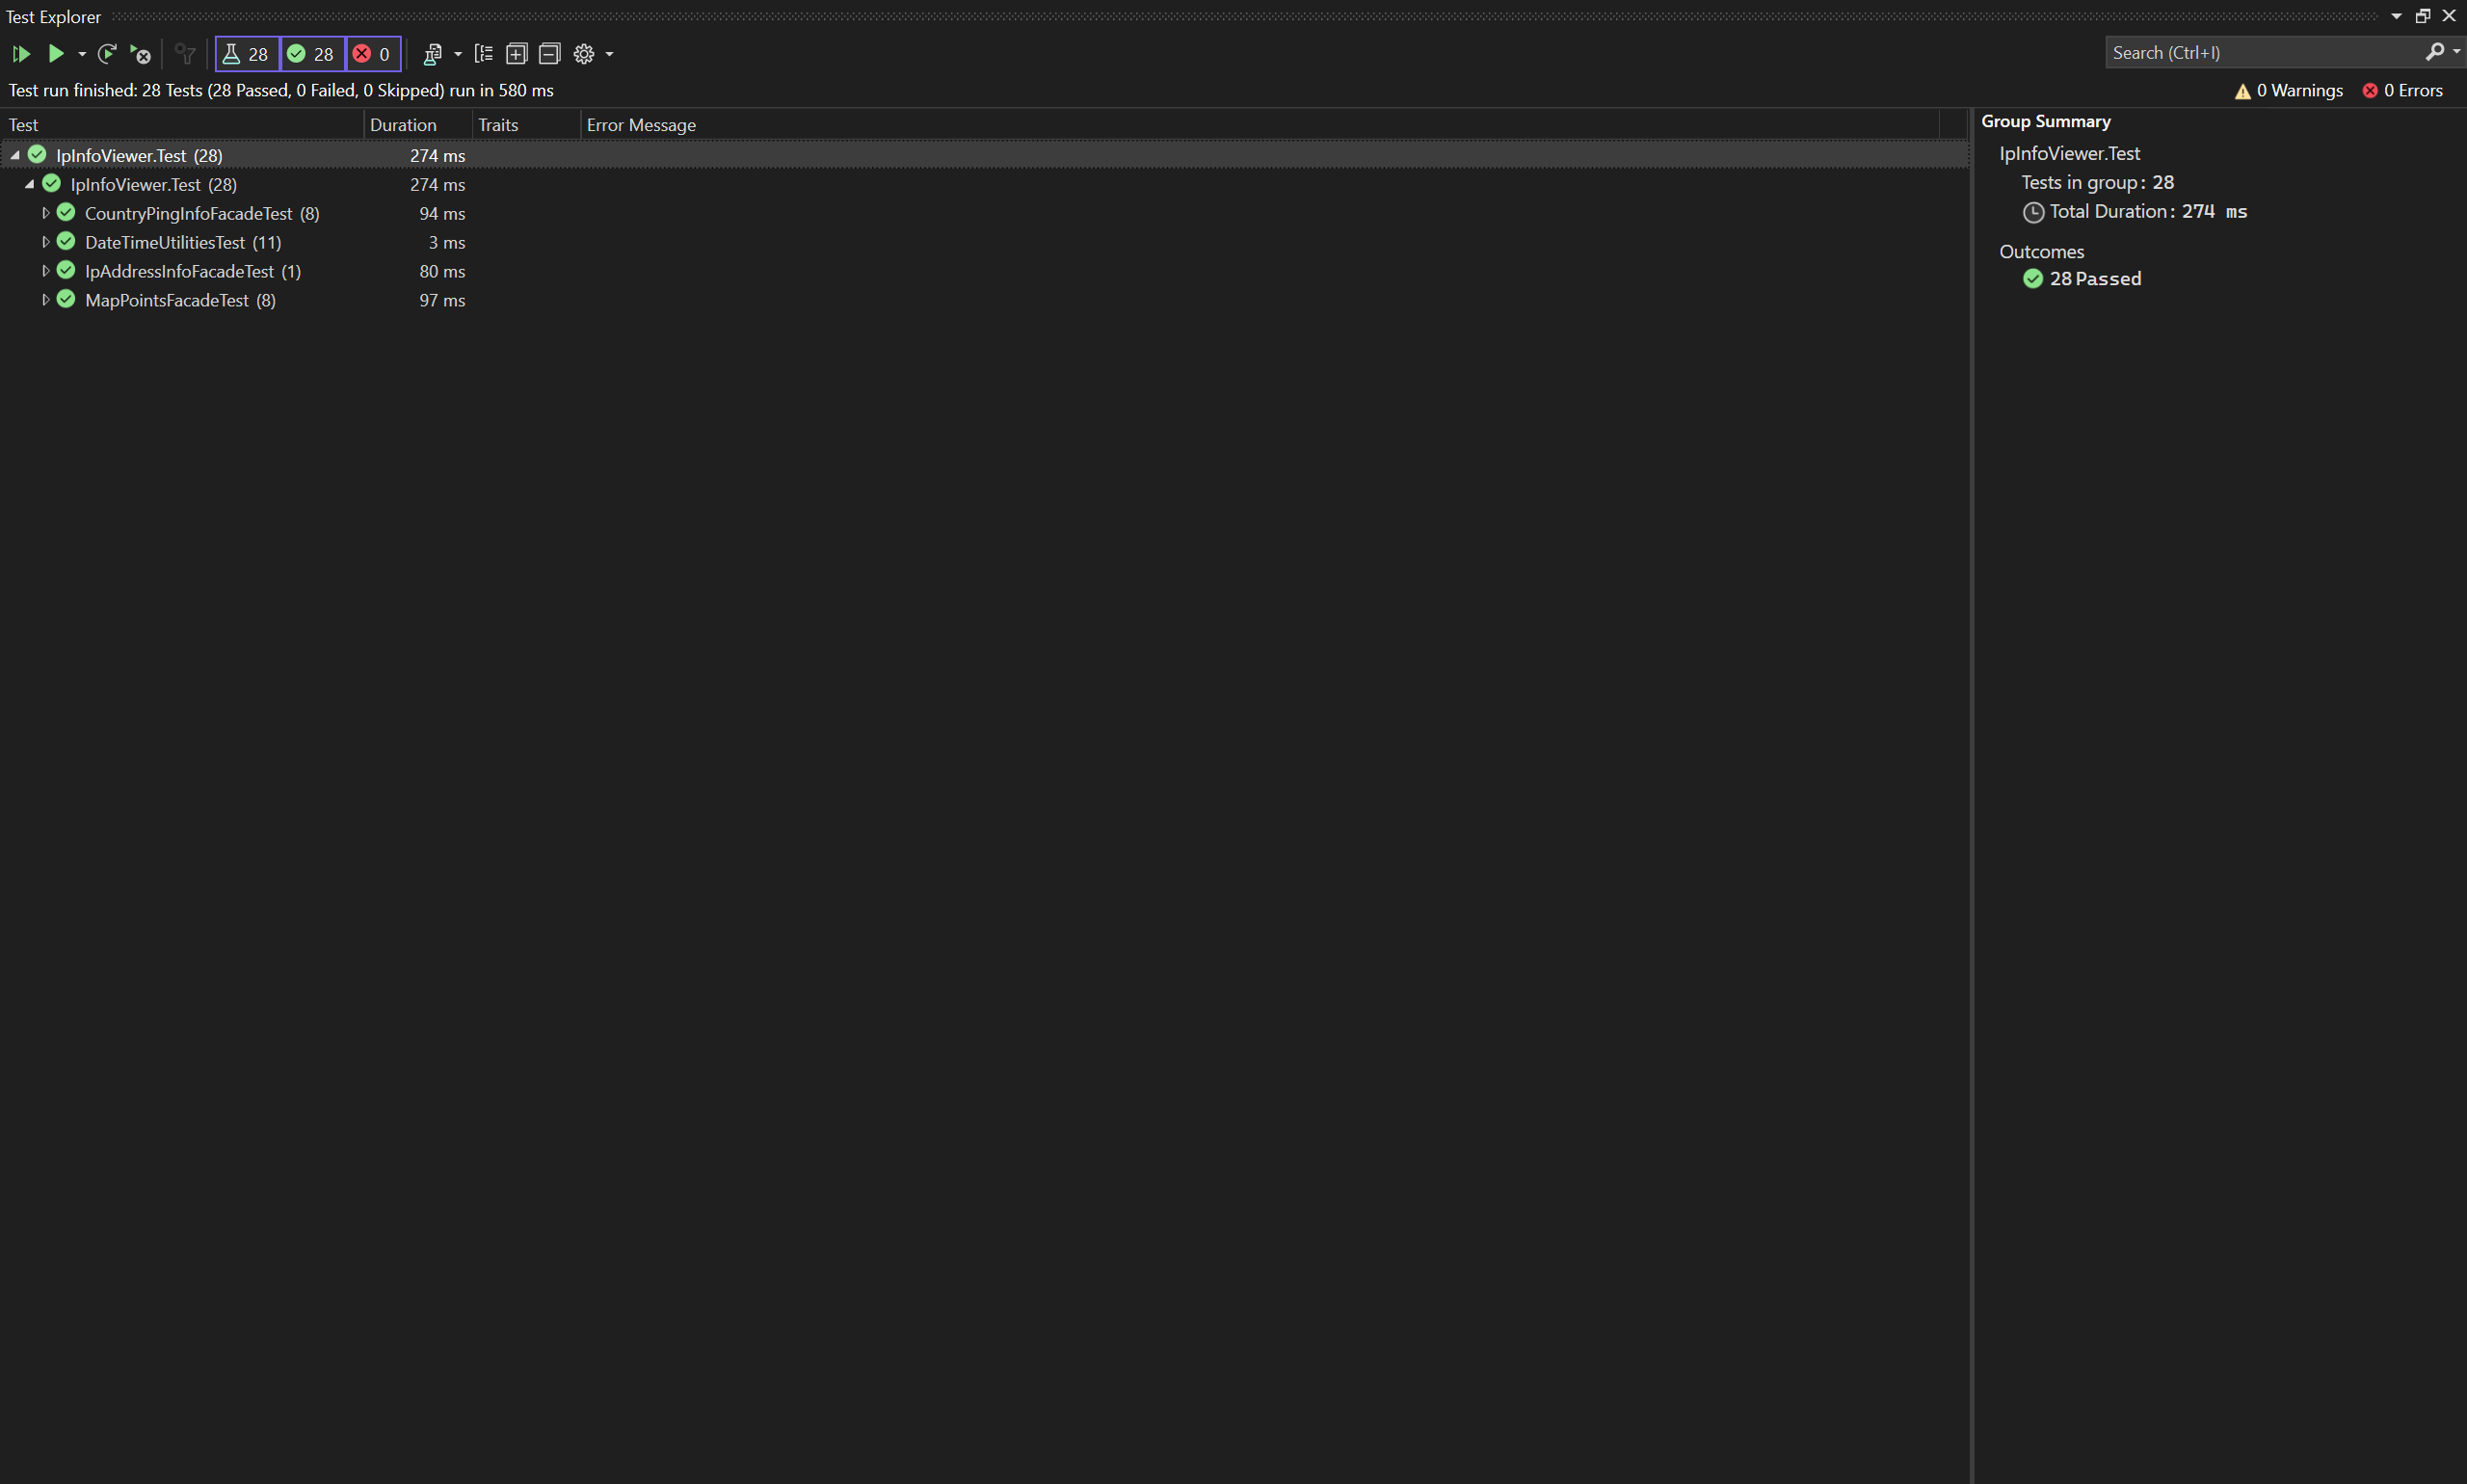 Test Explorer
28 28 0
Search (Ctrl+I)
Test run finished: 28 Tests (28 Passed, 0 Failed, 0 Skipped) run in 580 ms
0 Warnings 0 Errors
Test Duration Traits Error Message
IpInfoViewer.Test (28) 274 ms
IpInfoViewer.Test (28) 274 ms
CountryPingInfoFacadeTest (8) 94 ms
DateTimeUtilitiesTest (11) 3 ms
IpAddressInfoFacadeTest (1) 80 ms
MapPointsFacadeTest (8) 97 ms
Group Summary
IpInfoViewer.Test
Tests in group: 28
Total Duration: 274 ms
Outcomes
28 Passed